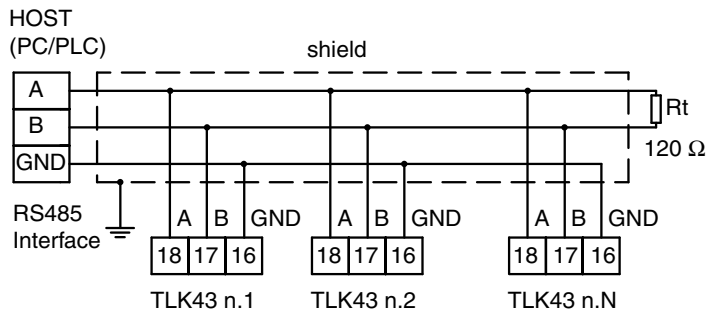 HOST
(PC/PLC)
shield
A
B
GND
Rt
120 Ω
RS485
Interface
A B GND
A B GND
A B GND
18 17 16
18 17 16
18 17 16
TLK43 n.1
TLK43 n.2
TLK43 n.N